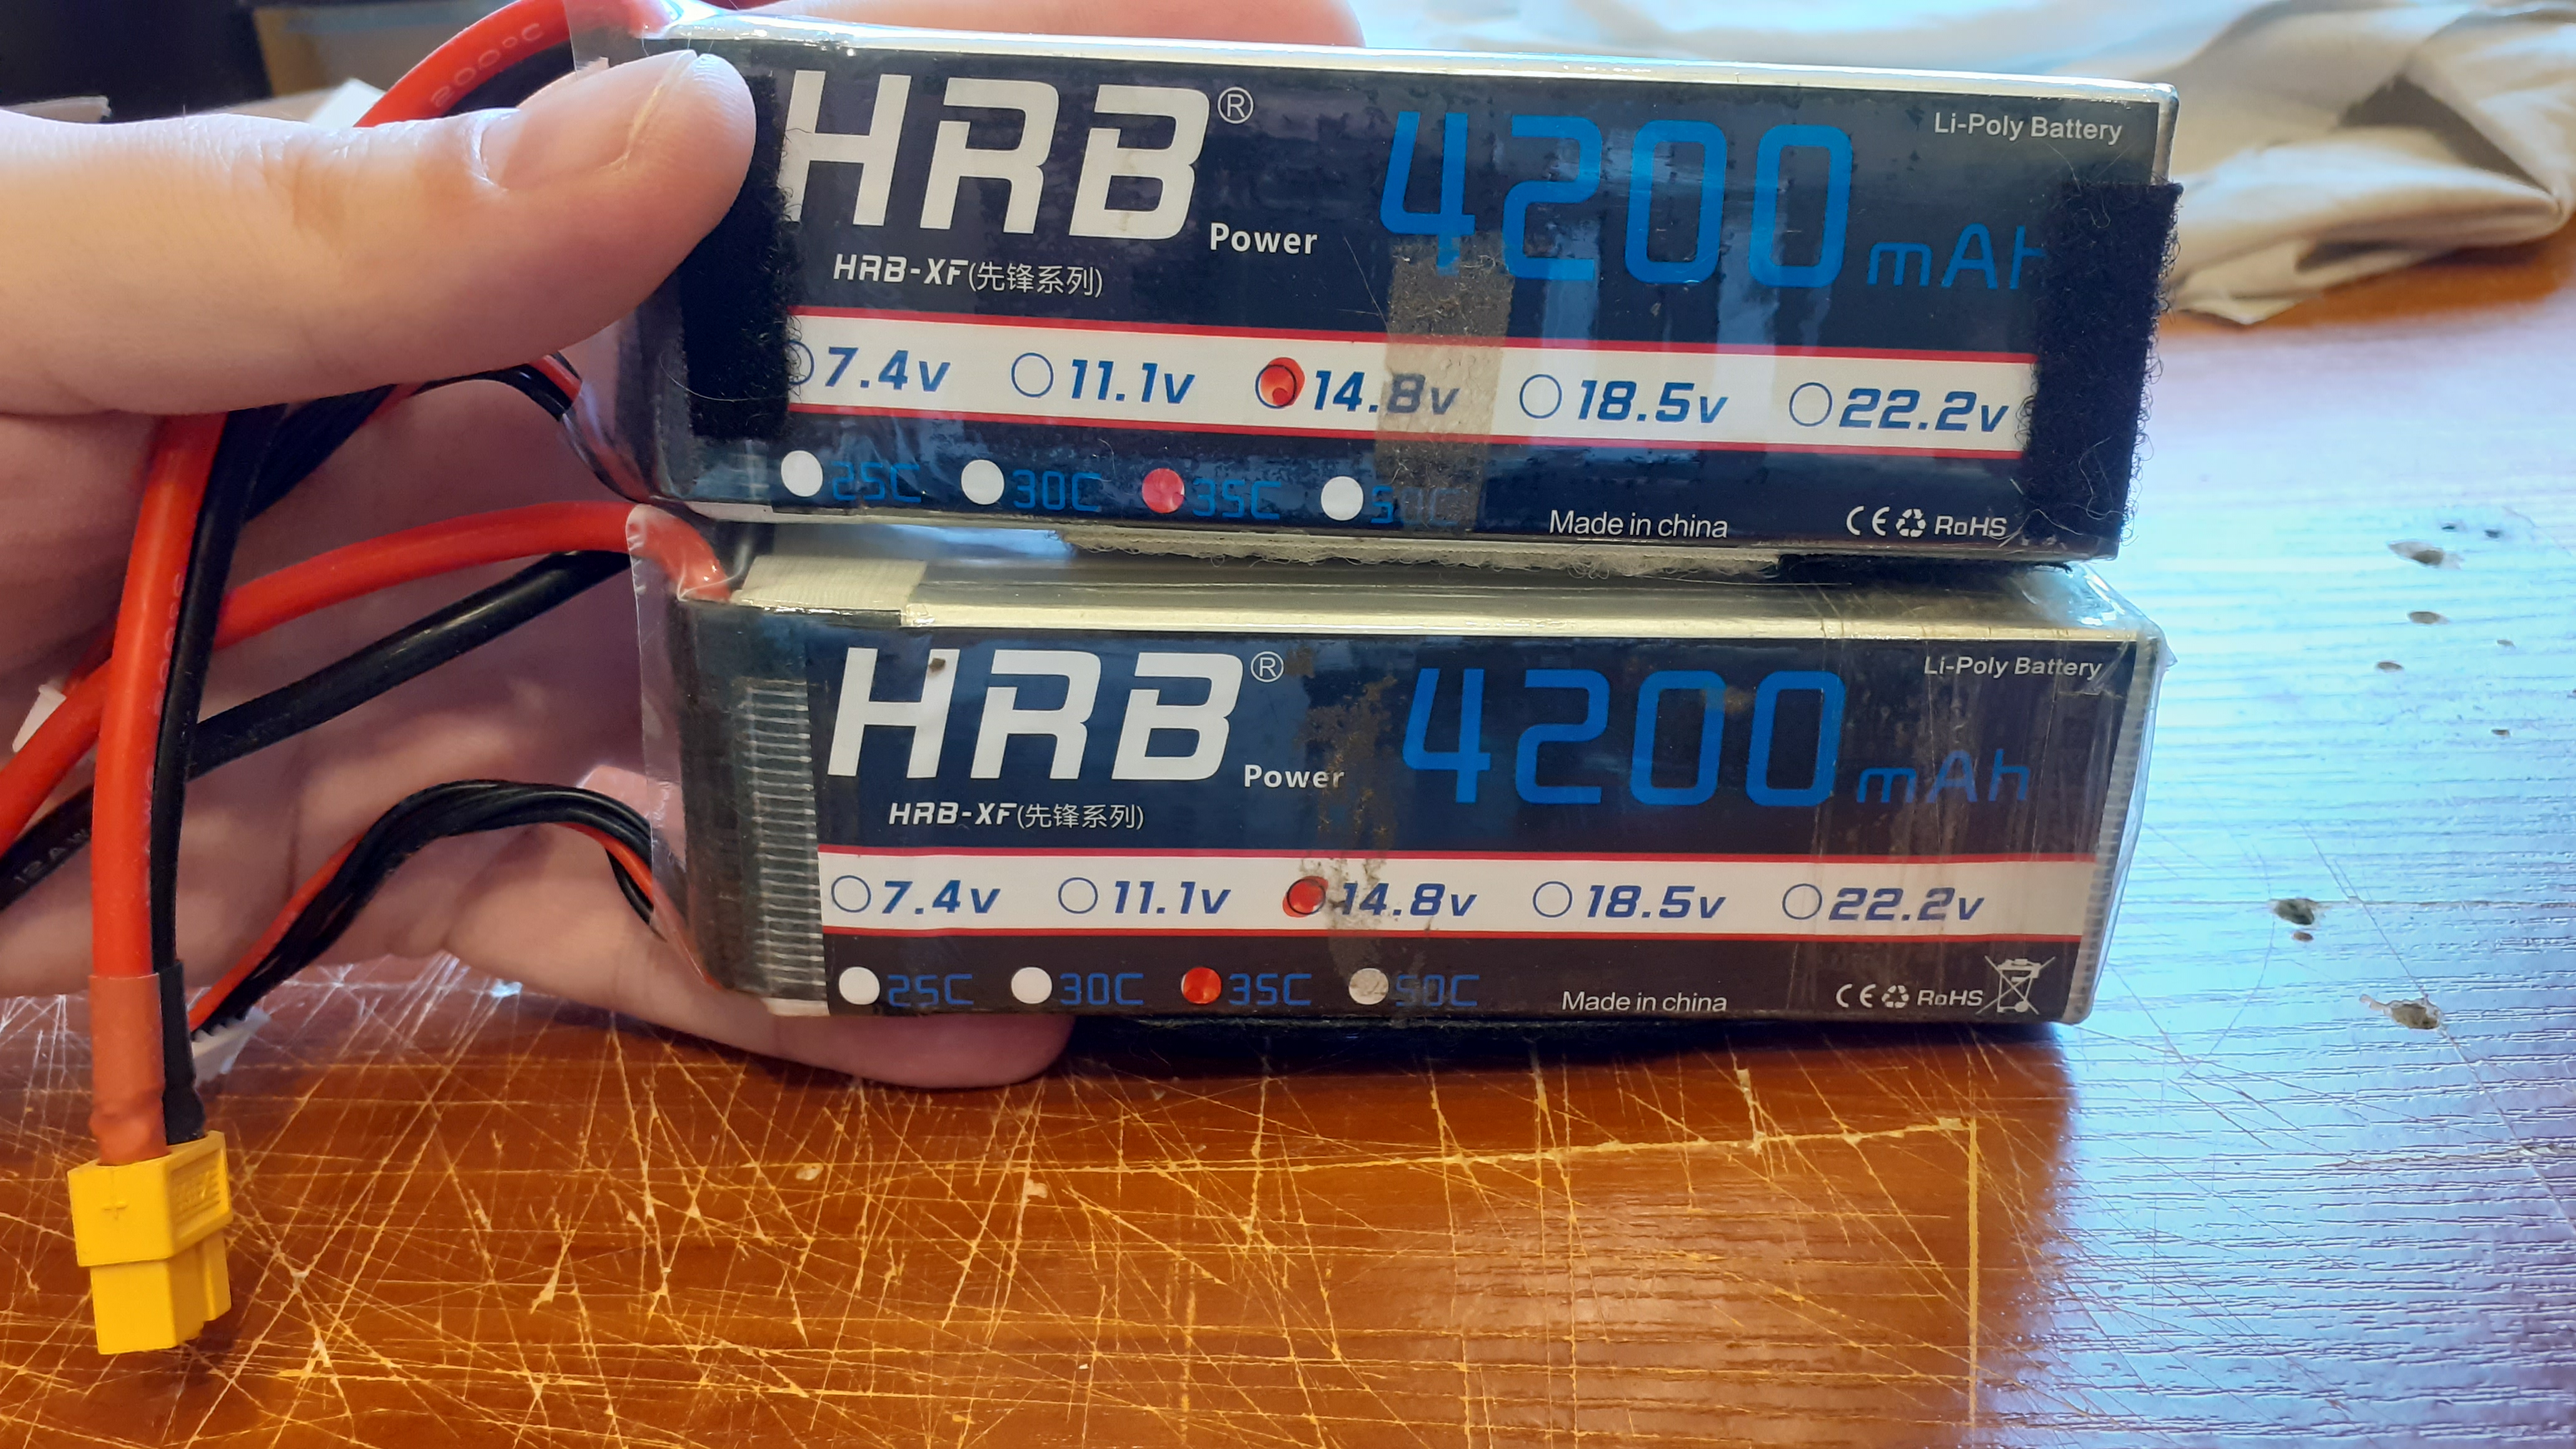 200°C
HRB® 4200mAh
Li-Poly Battery
Power
HRB-XF(先锋系列)
7.4v 11.1v 14.8v 18.5v 22.2v
25C 30C 35C 50C
Made in china CE RoHS
HRB® 4200mAh
Li-Poly Battery
Power
HRB-XF(先锋系列)
7.4v 11.1v 14.8v 18.5v 22.2v
25C 30C 35C 50C
Made in china CE RoHS
+